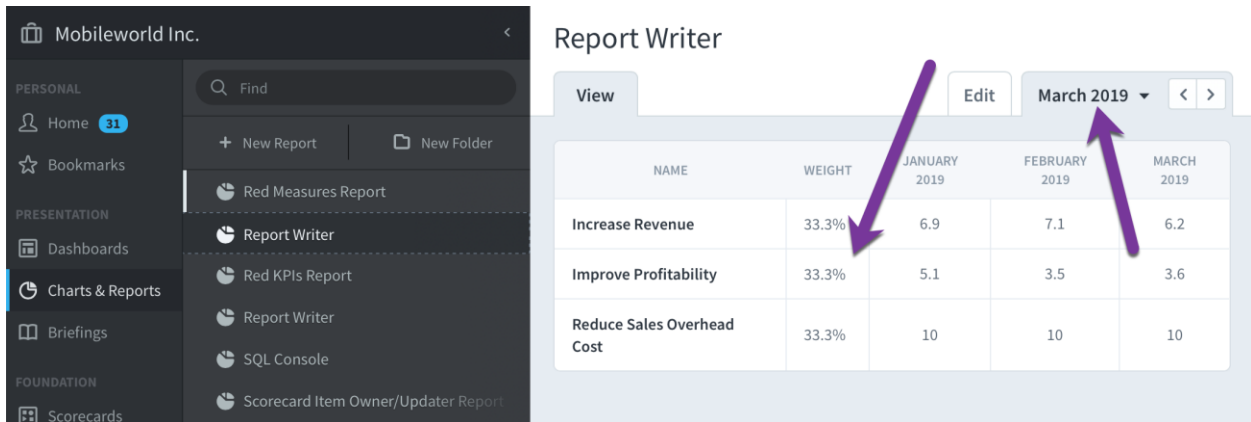 Mobileworld Inc.
PERSONAL
Home 31
Bookmarks
PRESENTATION
Dashboards
Charts & Reports
Briefings
FOUNDATION
Scorecards
Find
+ New Report
New Folder
Red Measures Report
Report Writer
Red KPIs Report
Report Writer
SQL Console
Scorecard Item Owner/Updater Report
Report Writer
View
Edit
March 2019
NAME WEIGHT JANUARY 2019 FEBRUARY 2019 MARCH 2019
Increase Revenue 33.3% 6.9 7.1 6.2
Improve Profitability 33.3% 5.1 3.5 3.6
Reduce Sales Overhead
Cost 33.3% 10 10 10